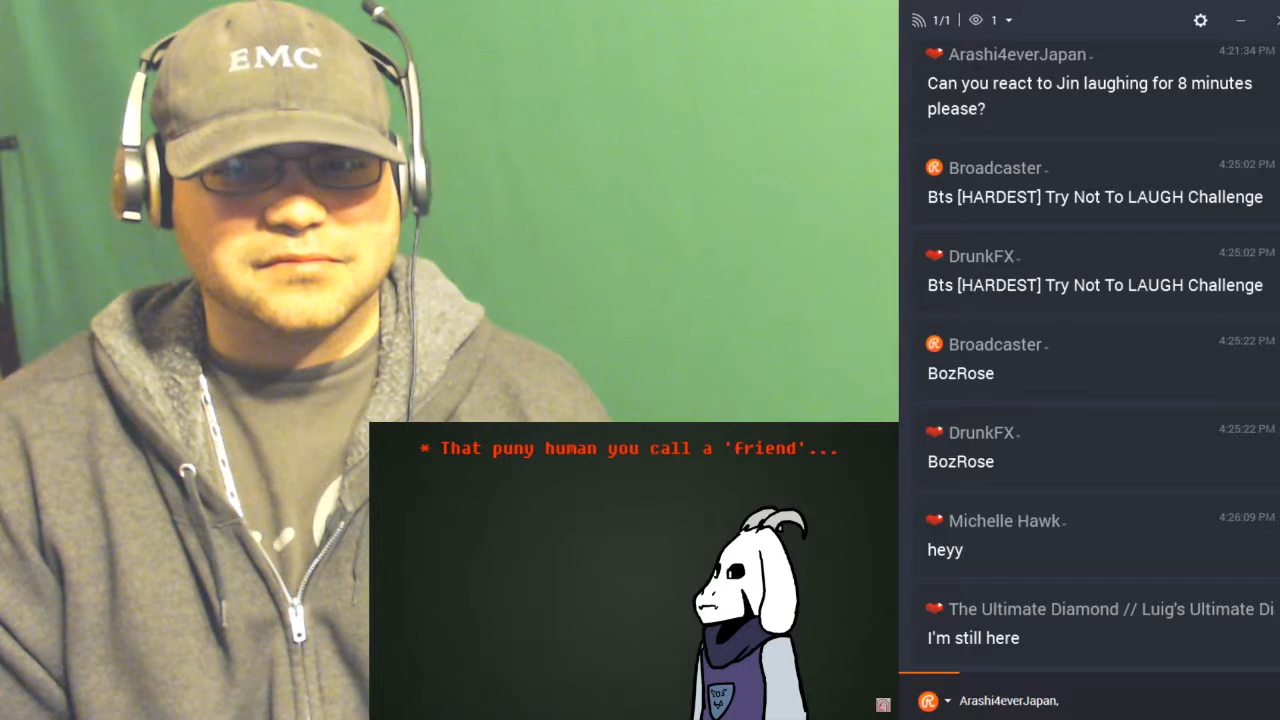 EMC
* That puny human you call a 'friend'...
1/1
1
Arashi4everJapan
4:21:34 PM
Can you react to Jin laughing for 8 minutes
please?
Broadcaster
4:25:02 PM
Bts [HARDEST] Try Not To LAUGH Challenge
DrunkFX
4:25:02 PM
Bts [HARDEST] Try Not To LAUGH Challenge
Broadcaster
4:25:22 PM
BozRose
DrunkFX
4:25:22 PM
BozRose
Michelle Hawk
4:26:09 PM
heyy
The Ultimate Diamond // Luig's Ultimate Di
I'm still here
Arashi4everJapan,